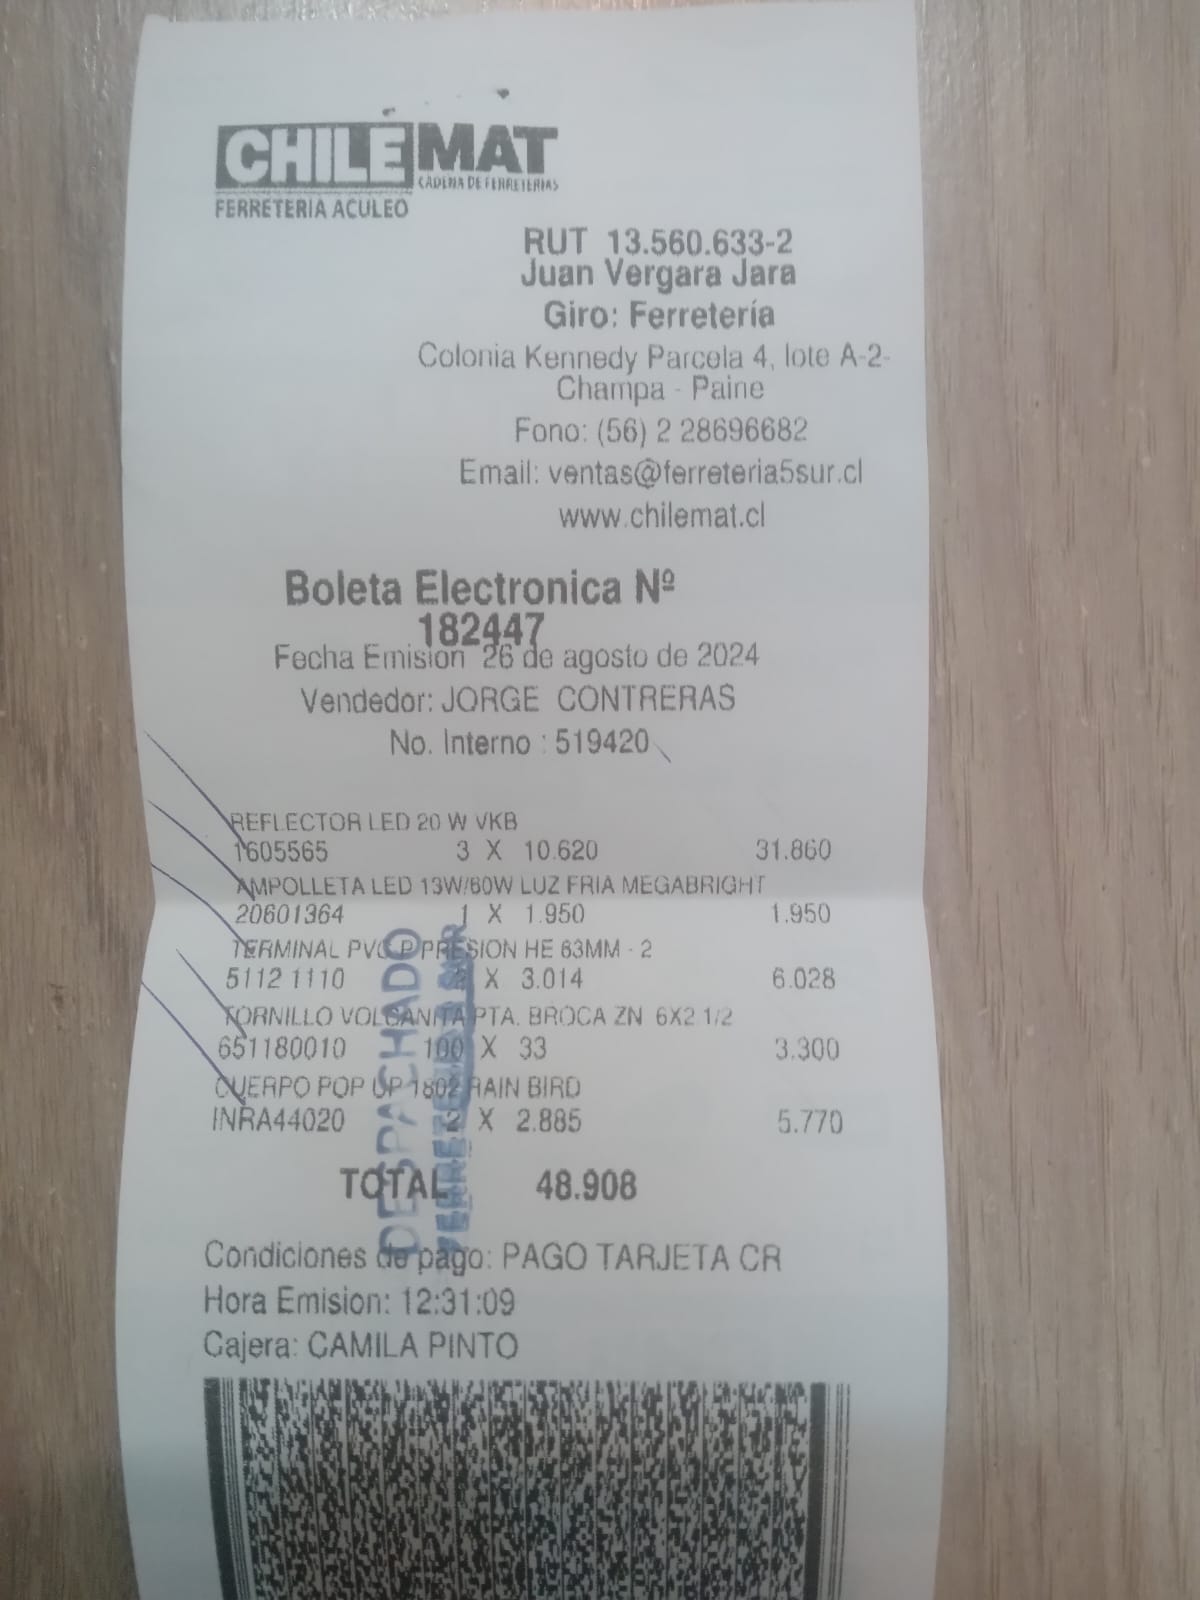 CHILEMAT
CADENA DE FERRETERIAS
FERRETERIA ACULEO
RUT 13.560.633-2
Juan Vergara Jara
Giro: Ferretería
Colonia Kennedy Parcela 4, lote A-2-
Champa - Paine
Fono: (56) 2 28696682
Email: ventas@ferreteria5sur.cl
www.chilemat.cl
Boleta Electronica Nº
182447
Fecha Emision 26 de agosto de 2024
Vendedor: JORGE CONTRERAS
No. Interno : 519420
REFLECTOR LED 20 W VKB
1605565 3 X 10.620 31.860
AMPOLLETA LED 13W/60W LUZ FRIA MEGABRIGHT
20601364 1 X 1.950 1.950
TERMINAL PVC P PRESION HE 63MM - 2
5112 1110 2 X 3.014 6.028
TORNILLO VOLCANITA PTA. BROCA ZN 6X2 1/2
651180010 100 X 33 3.300
CUERPO POP UP 1802 RAIN BIRD
INRA44020 2 X 2.885 5.770
TOTAL 48.908
Condiciones de pago: PAGO TARJETA CR
Hora Emision: 12:31:09
Cajera: CAMILA PINTO
DESPACHADO